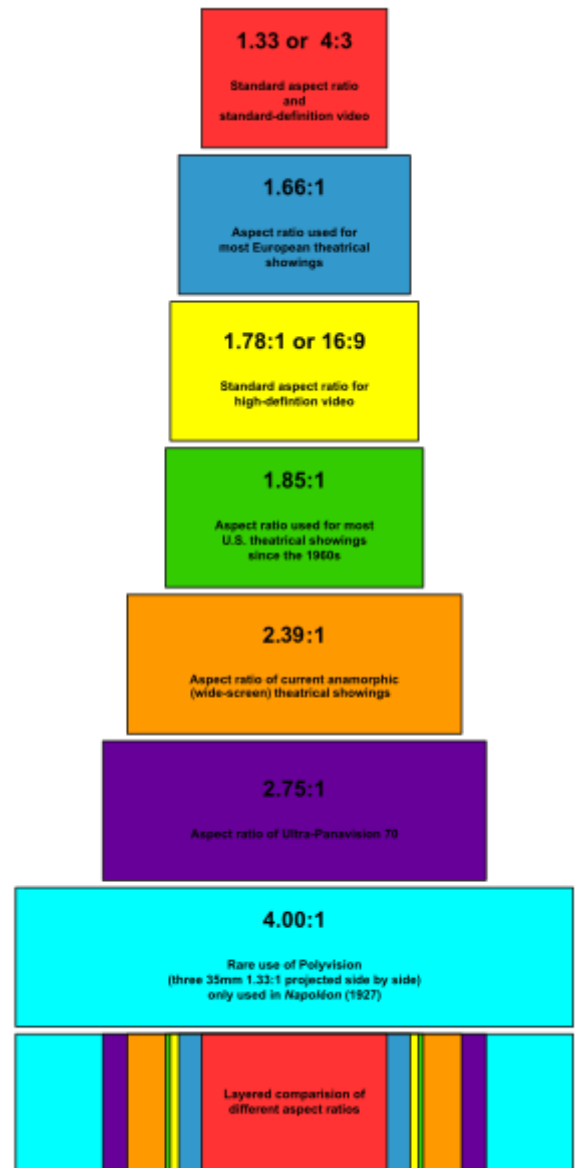 1.33 or 4:3
Standard aspect ratio
and
standard-definition video
1.66:1
Aspect ratio used for
most European theatrical
showings
1.78:1 or 16:9
Standard aspect ratio for
high-defintion video
1.85:1
Aspect ratio used for most
U.S. theatrical showings
since the 1960s
2.39:1
Aspect ratio of current anamorphic
(wide-screen) theatrical showings
2.75:1
Aspect ratio of Ultra-Panavision 70
4.00:1
Rare use of Polyvision
(three 35mm 1.33:1 projected side by side)
only used in Napoléon (1927)
Layered comparision of
different aspect ratios